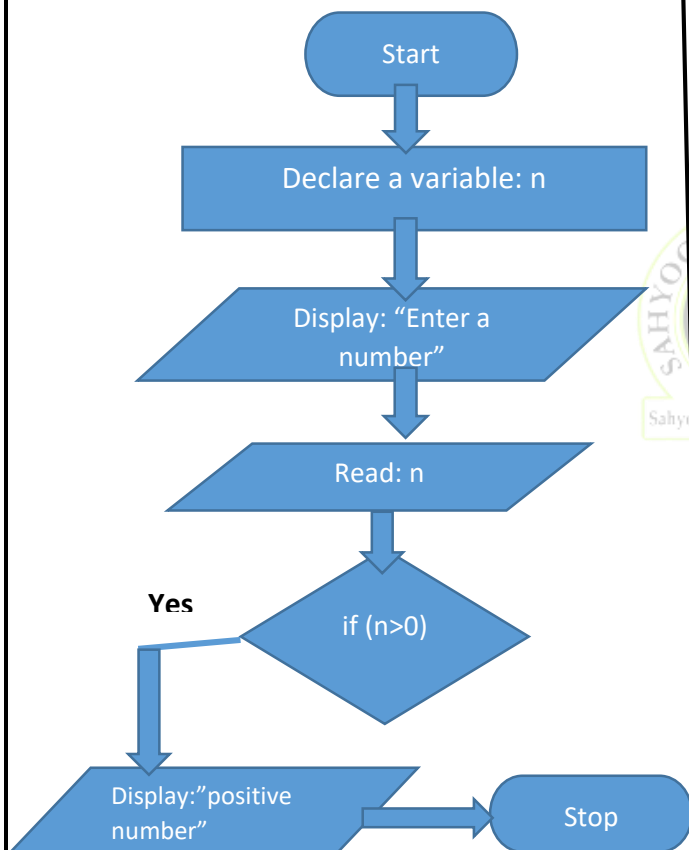 Start
Declare a variable: n
Display: “Enter a
number”
Read: n
Yes
if (n>0)
Display:”positive
number”
Stop